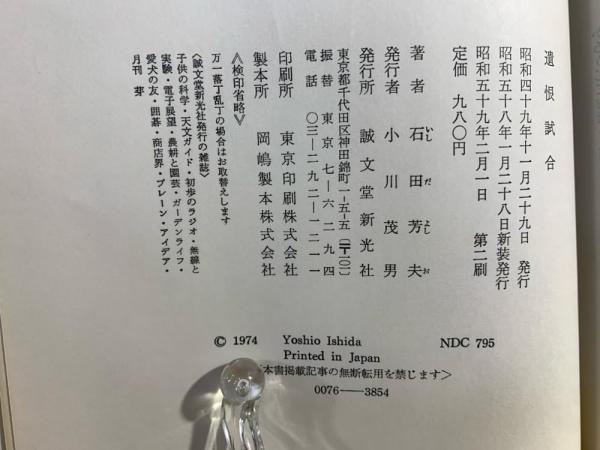 遺恨試合
昭和四十九年十一月二十九日　発行
昭和五十八年一月二十八日新装発行
昭和五十九年二月一日　第二刷
定価　九八〇円
著者　石田芳夫
いしだよしお
発行者　小川茂男
発行所　誠文堂新光社
東京都千代田区神田錦町一-五-五（〒101）
振替　東京七-六二九四
電話　〇三-二九二-一二一一
印刷所　東京印刷株式会社
製本所　岡嶋製本株式会社
《検印省略》
万一落丁乱丁の場合はお取替えします
〈誠文堂新光社発行の雑誌〉
子供の科学・天文ガイド・初歩のラジオ・無線と
実験・電子展望・農耕と園芸・ガーデンライフ・
愛犬の友・囲碁・商店界・ブレーン・アイデア・
月刊　芽
© 1974 Yoshio Ishida NDC 795
Printed in Japan
本書掲載記事の無断転用を禁じます＞
0076──3854